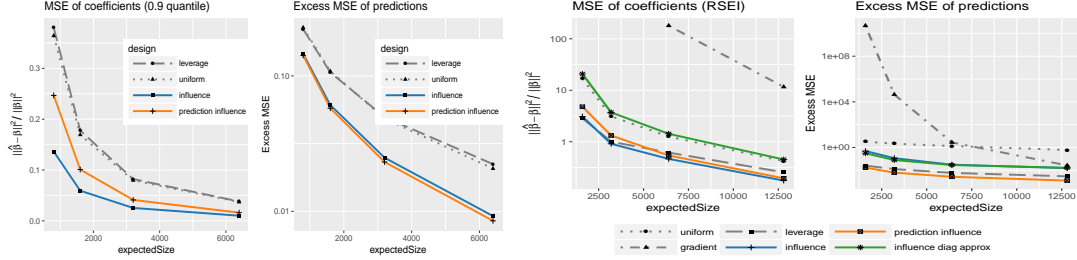 MSE of coefficients (0.9 quantile)
||β̂ − β||² / ||β||²
0.3
0.2
0.1
0.0
2000 4000 6000
expectedSize
design
leverage
uniform
influence
prediction influence
Excess MSE of predictions
Excess MSE
0.10
0.01
2000 4000 6000
expectedSize
design
leverage
uniform
influence
prediction influence
MSE of coefficients (RSEI)
||β̂ − β||² / ||β||²
100
10
1
2500 5000 7500 10000 12500
expectedSize
Excess MSE of predictions
Excess MSE
1e+08
1e+04
1e+00
2500 5000 7500 10000 12500
expectedSize
uniform leverage prediction influence
gradient influence influence diag approx